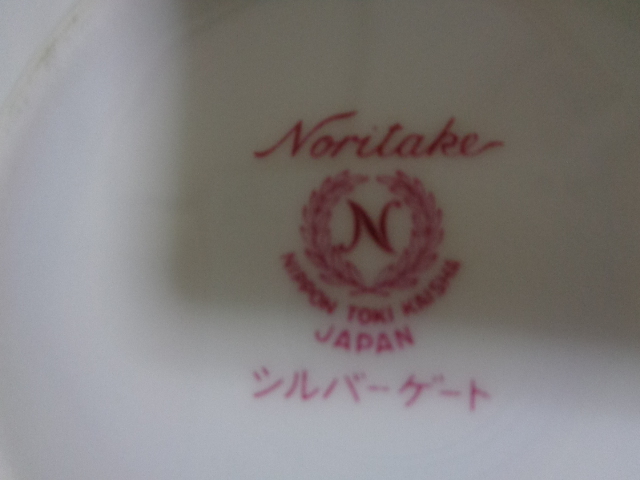 Noritake
N
NIPPON TOKI KAISHA
JAPAN
シルバーゲート